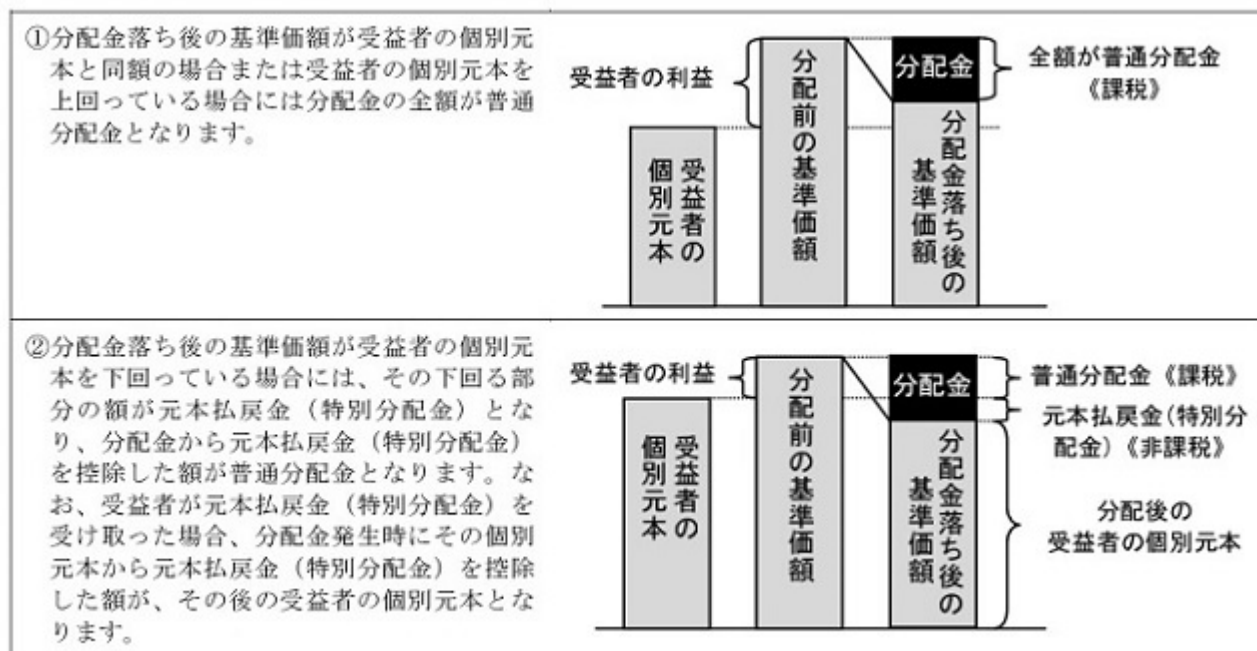 ①分配金落ち後の基準価額が受益者の個別元
本と同額の場合または受益者の個別元本を
上回っている場合には分配金の全額が普通
分配金となります。
受益者の利益
受益者の
個別元本
分配前の基準価額
分配金
分配金落ち後の
基準価額
全額が普通分配金
《課税》
②分配金落ち後の基準価額が受益者の個別元
本を下回っている場合には、その下回る部
分の額が元本払戻金（特別分配金）とな
り、分配金から元本払戻金（特別分配金）
を控除した額が普通分配金となります。な
お、受益者が元本払戻金（特別分配金）を
受け取った場合、分配金発生時にその個別
元本から元本払戻金（特別分配金）を控除
した額が、その後の受益者の個別元本とな
ります。
受益者の利益
受益者の
個別元本
分配前の基準価額
分配金
分配金落ち後の
基準価額
普通分配金《課税》
元本払戻金(特別分
配金)《非課税》
分配後の
受益者の個別元本